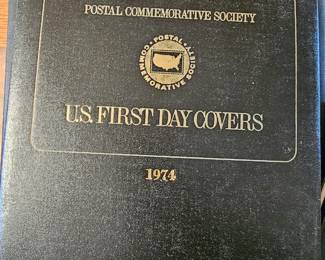 POSTAL COMMEMORATIVE SOCIETY
·POSTAL·
COMMEMORATIVE SOCIETY
U.S. FIRST DAY COVERS
1974